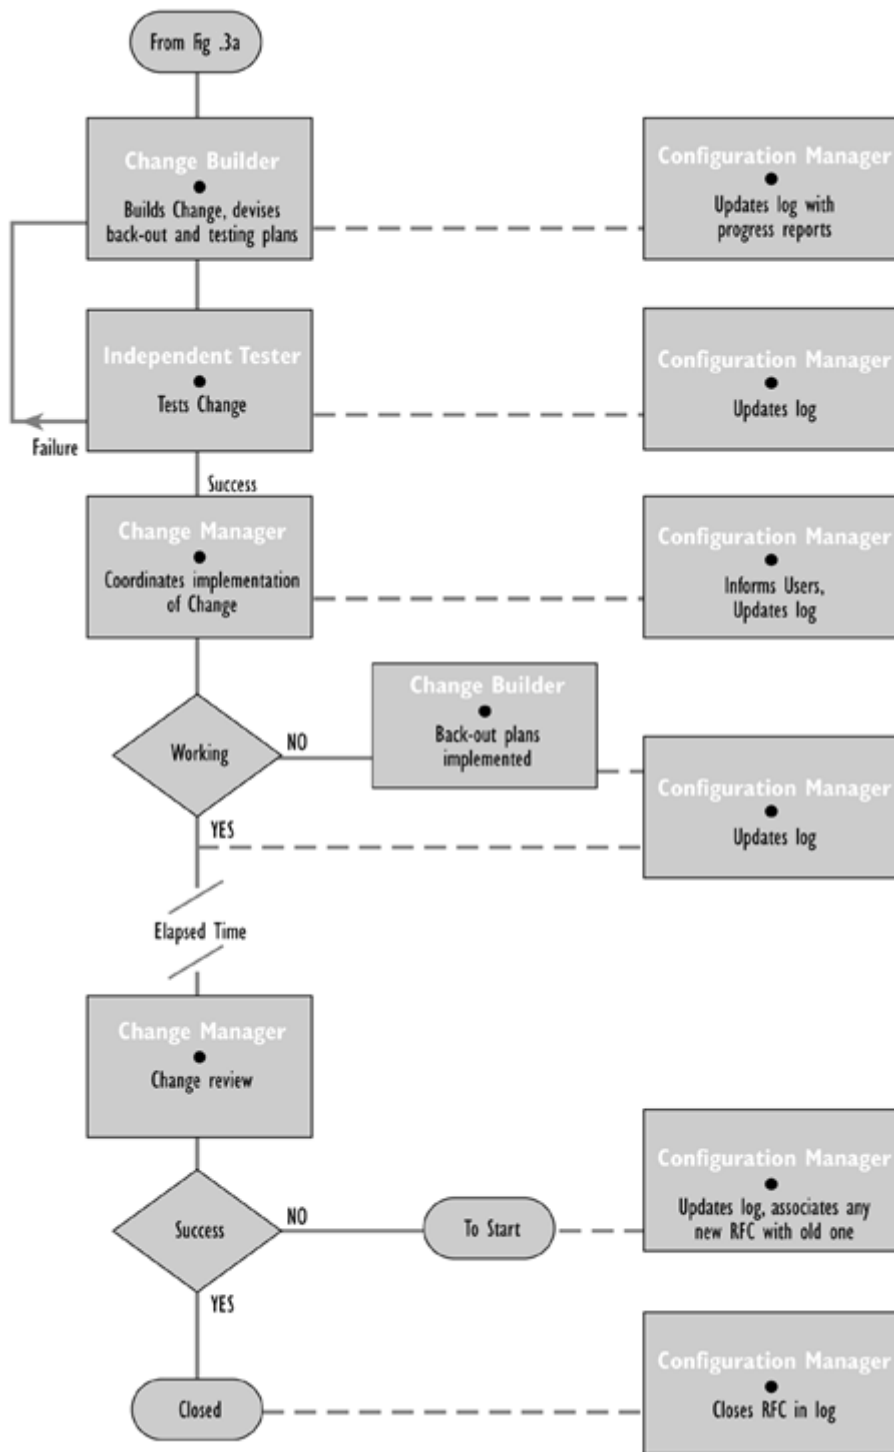 From fig .3a
Change Builder
Builds Change, devises
back-out and testing plans
Configuration Manager
Updates log with
progress reports
Independent Tester
Tests Change
Configuration Manager
Updates log
Failure
Success
Change Manager
Coordinates implementation
of Change
Configuration Manager
Informs Users,
Updates log
Change Builder
Back-out plans
implemented
Working
NO
YES
Configuration Manager
Updates log
Elapsed Time
Change Manager
Change review
Success
NO
To Start
Configuration Manager
Updates log, associates any
new RFC with old one
YES
Closed
Configuration Manager
Closes RFC in log